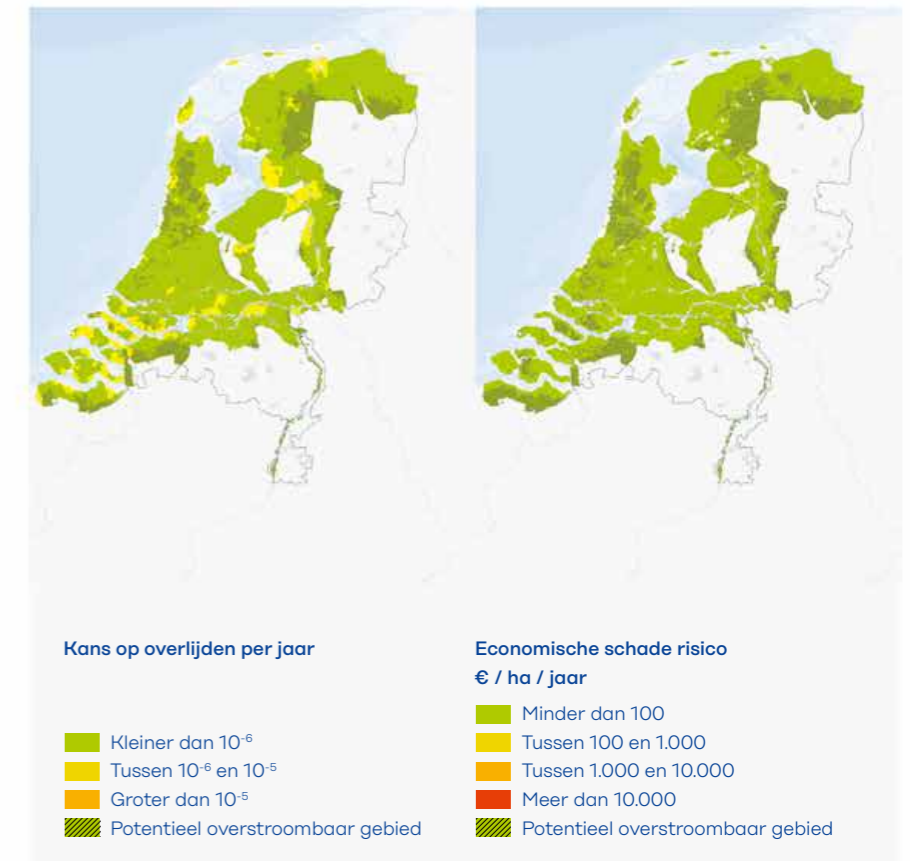 Kans op overlijden per jaar
Kleiner dan 10⁻⁶
Tussen 10⁻⁶ en 10⁻⁵
Groter dan 10⁻⁵
Potentieel overstroombaar gebied
Economische schade risico
€ / ha / jaar
Minder dan 100
Tussen 100 en 1.000
Tussen 1.000 en 10.000
Meer dan 10.000
Potentieel overstroombaar gebied